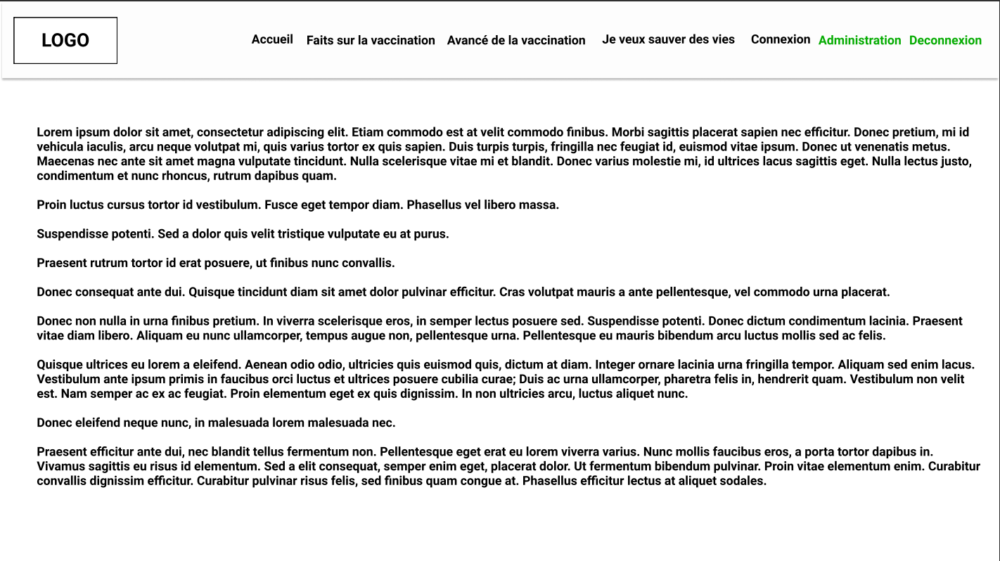 LOGO
Accueil Faits sur la vaccination Avancé de la vaccination Je veux sauver des vies Connexion Administration Deconnexion
Lorem ipsum dolor sit amet, consectetur adipiscing elit. Etiam commodo est at velit commodo finibus. Morbi sagittis placerat sapien nec efficitur. Donec pretium, mi id
vehicula iaculis, arcu neque volutpat mi, quis varius tortor ex quis sapien. Duis turpis turpis, fringilla nec feugiat id, euismod vitae ipsum. Donec ut venenatis metus.
Maecenas nec ante sit amet magna vulputate tincidunt. Nulla scelerisque vitae mi et blandit. Donec varius molestie mi, id ultrices lacus sagittis eget. Nulla lectus justo,
condimentum et nunc rhoncus, rutrum dapibus quam.
Proin luctus cursus tortor id vestibulum. Fusce eget tempor diam. Phasellus vel libero massa.
Suspendisse potenti. Sed a dolor quis velit tristique vulputate eu at purus.
Praesent rutrum tortor id erat posuere, ut finibus nunc convallis.
Donec consequat ante dui. Quisque tincidunt diam sit amet dolor pulvinar efficitur. Cras volutpat mauris a ante pellentesque, vel commodo urna placerat.
Donec non nulla in urna finibus pretium. In viverra scelerisque eros, in semper lectus posuere sed. Suspendisse potenti. Donec dictum condimentum lacinia. Praesent
vitae diam libero. Aliquam eu nunc ullamcorper, tempus augue non, pellentesque urna. Pellentesque eu mauris bibendum arcu luctus mollis sed ac felis.
Quisque ultrices eu lorem a eleifend. Aenean odio odio, ultricies quis euismod quis, dictum at diam. Integer ornare lacinia urna fringilla tempor. Aliquam sed enim lacus.
Vestibulum ante ipsum primis in faucibus orci luctus et ultrices posuere cubilia curae; Duis ac urna ullamcorper, pharetra felis in, hendrerit quam. Vestibulum non velit
est. Nam semper ac ex ac feugiat. Proin elementum eget ex quis dignissim. In non ultricies arcu, luctus aliquet nunc.
Donec eleifend neque nunc, in malesuada lorem malesuada nec.
Praesent efficitur ante dui, nec blandit tellus fermentum non. Pellentesque eget erat eu lorem viverra varius. Nunc mollis faucibus eros, a porta tortor dapibus in.
Vivamus sagittis eu risus id elementum. Sed a elit consequat, semper enim eget, placerat dolor. Ut fermentum bibendum pulvinar. Proin vitae elementum enim. Curabitur
convallis dignissim efficitur. Curabitur pulvinar risus felis, sed finibus quam congue at. Phasellus efficitur lectus at aliquet sodales.